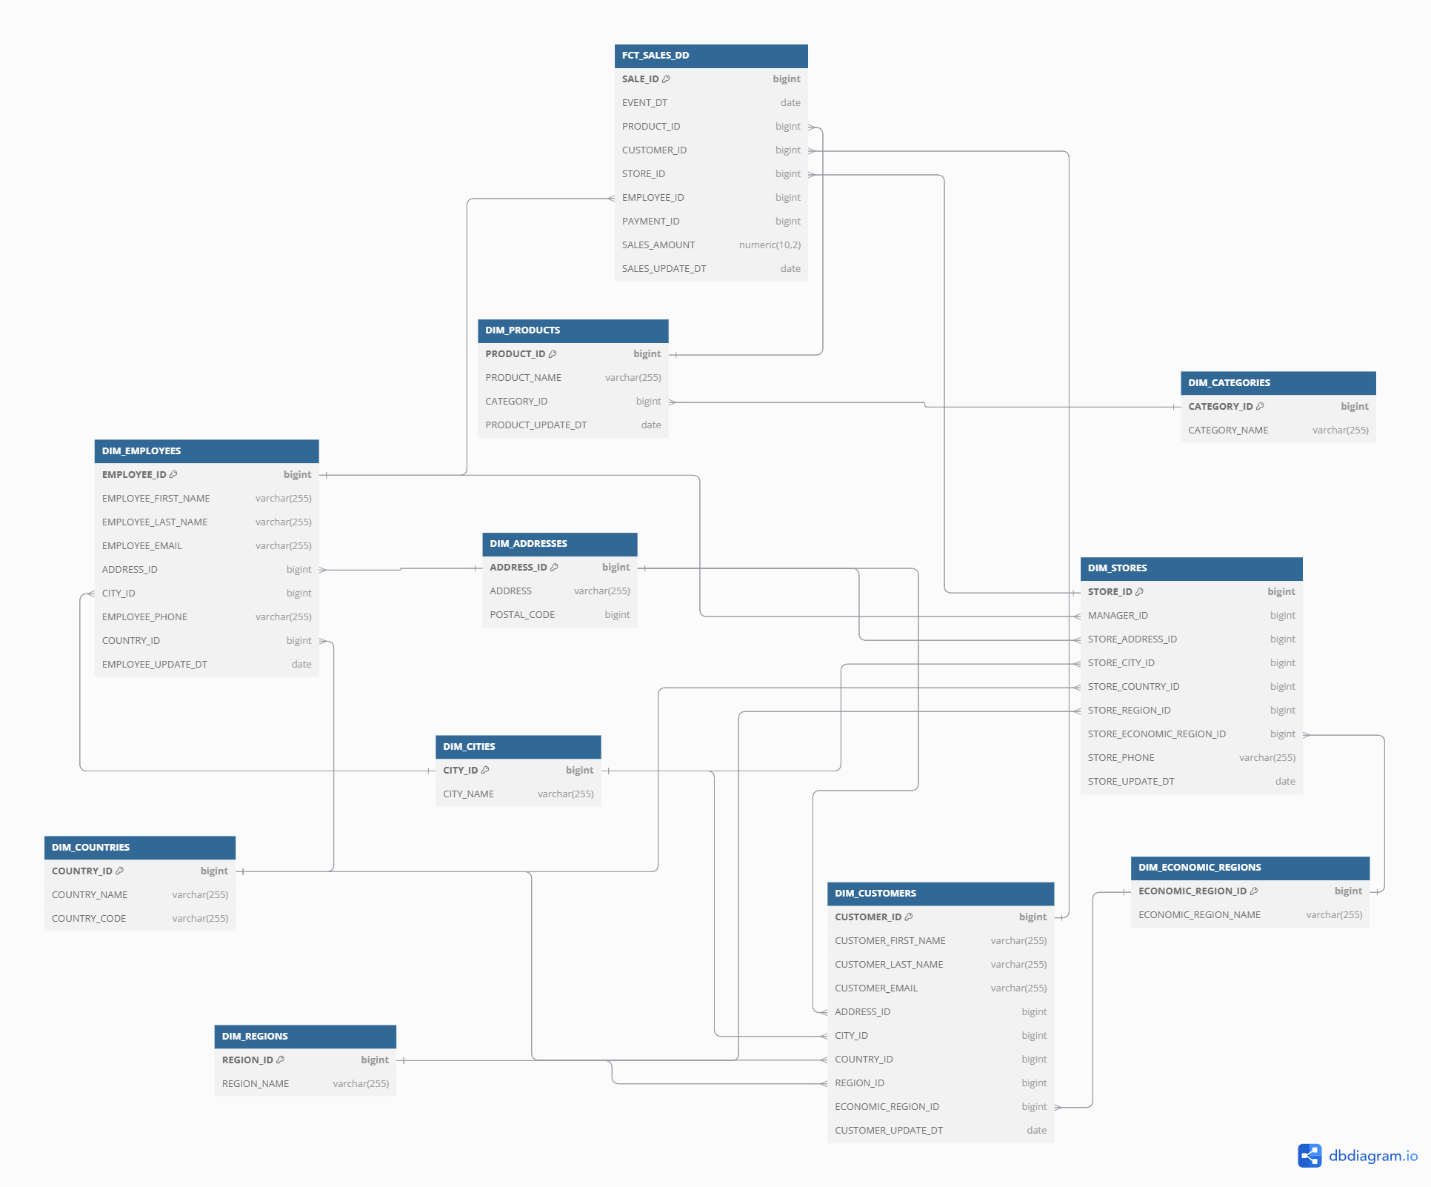 FCT_SALES_DD
SALE_ID bigint
EVENT_DT date
PRODUCT_ID bigint
CUSTOMER_ID bigint
STORE_ID bigint
EMPLOYEE_ID bigint
PAYMENT_ID bigint
SALES_AMOUNT numeric(10,2)
SALES_UPDATE_DT date
DIM_PRODUCTS
PRODUCT_ID bigint
PRODUCT_NAME varchar(255)
CATEGORY_ID bigint
PRODUCT_UPDATE_DT date
DIM_CATEGORIES
CATEGORY_ID bigint
CATEGORY_NAME varchar(255)
DIM_EMPLOYEES
EMPLOYEE_ID bigint
EMPLOYEE_FIRST_NAME varchar(255)
EMPLOYEE_LAST_NAME varchar(255)
EMPLOYEE_EMAIL varchar(255)
ADDRESS_ID bigint
CITY_ID bigint
EMPLOYEE_PHONE varchar(255)
COUNTRY_ID bigint
EMPLOYEE_UPDATE_DT date
DIM_ADDRESSES
ADDRESS_ID bigint
ADDRESS varchar(255)
POSTAL_CODE bigint
DIM_STORES
STORE_ID bigint
MANAGER_ID bigint
STORE_ADDRESS_ID bigint
STORE_CITY_ID bigint
STORE_COUNTRY_ID bigint
STORE_REGION_ID bigint
STORE_ECONOMIC_REGION_ID bigint
STORE_PHONE varchar(255)
STORE_UPDATE_DT date
DIM_CITIES
CITY_ID bigint
CITY_NAME varchar(255)
DIM_COUNTRIES
COUNTRY_ID bigint
COUNTRY_NAME varchar(255)
COUNTRY_CODE varchar(255)
DIM_ECONOMIC_REGIONS
ECONOMIC_REGION_ID bigint
ECONOMIC_REGION_NAME varchar(255)
DIM_CUSTOMERS
CUSTOMER_ID bigint
CUSTOMER_FIRST_NAME varchar(255)
CUSTOMER_LAST_NAME varchar(255)
CUSTOMER_EMAIL varchar(255)
ADDRESS_ID bigint
CITY_ID bigint
COUNTRY_ID bigint
REGION_ID bigint
ECONOMIC_REGION_ID bigint
CUSTOMER_UPDATE_DT date
DIM_REGIONS
REGION_ID bigint
REGION_NAME varchar(255)
dbdiagram.io